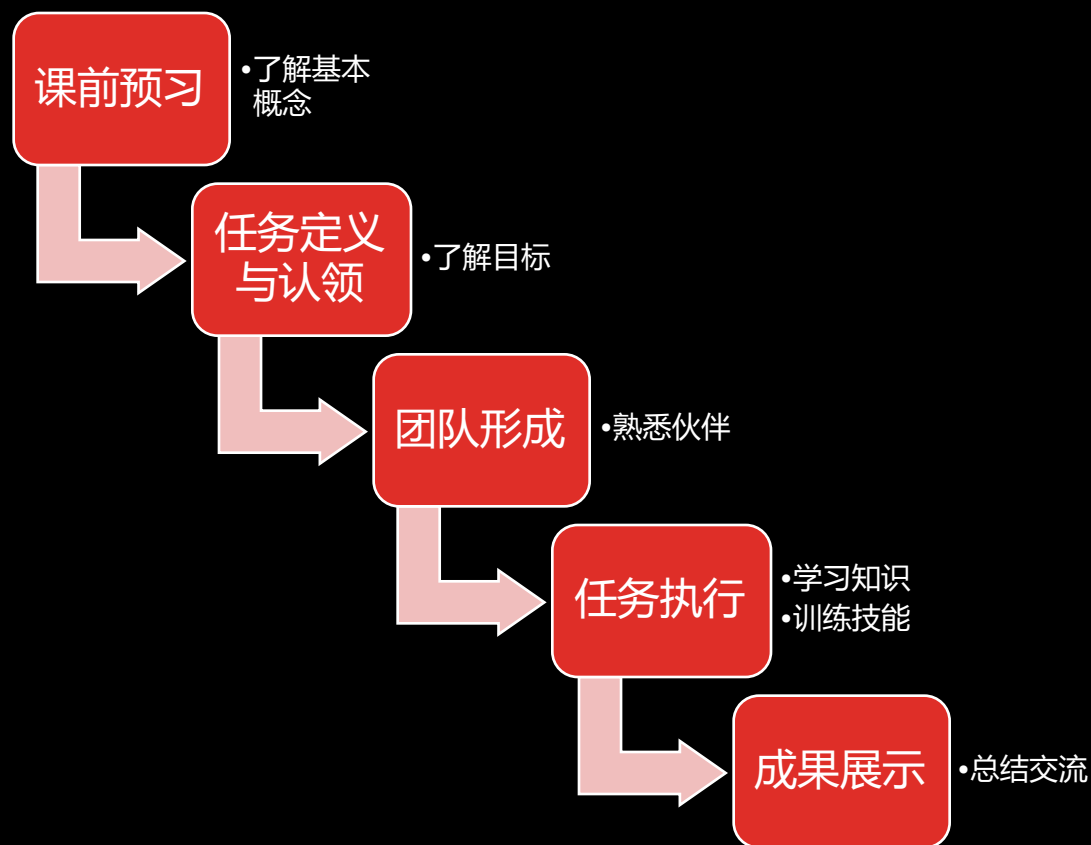 课前预习
•了解基本
概念
任务定义
与认领
•了解目标
团队形成
•熟悉伙伴
任务执行
•学习知识
•训练技能
成果展示
•总结交流